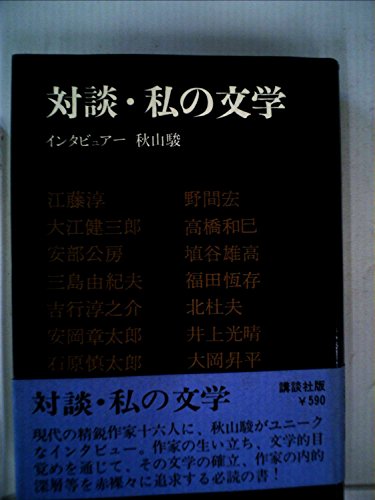 対談・私の文学
インタビュアー 秋山駿
江藤淳 野間宏
大江健三郎 高橋和巳
安部公房 埴谷雄高
三島由紀夫 福田恆存
吉行淳之介 北杜夫
安岡章太郎 井上光晴
石原慎太郎 大岡昇平
対談・私の文学
講談社版
¥590
現代の精鋭作家十六人に、秋山駿がユニーク
なインタビュー。作家の生い立ち、文学的目
覚めを通じて、その文学の確立、作家の内的
深層等を赤裸々に追求する必読の書！